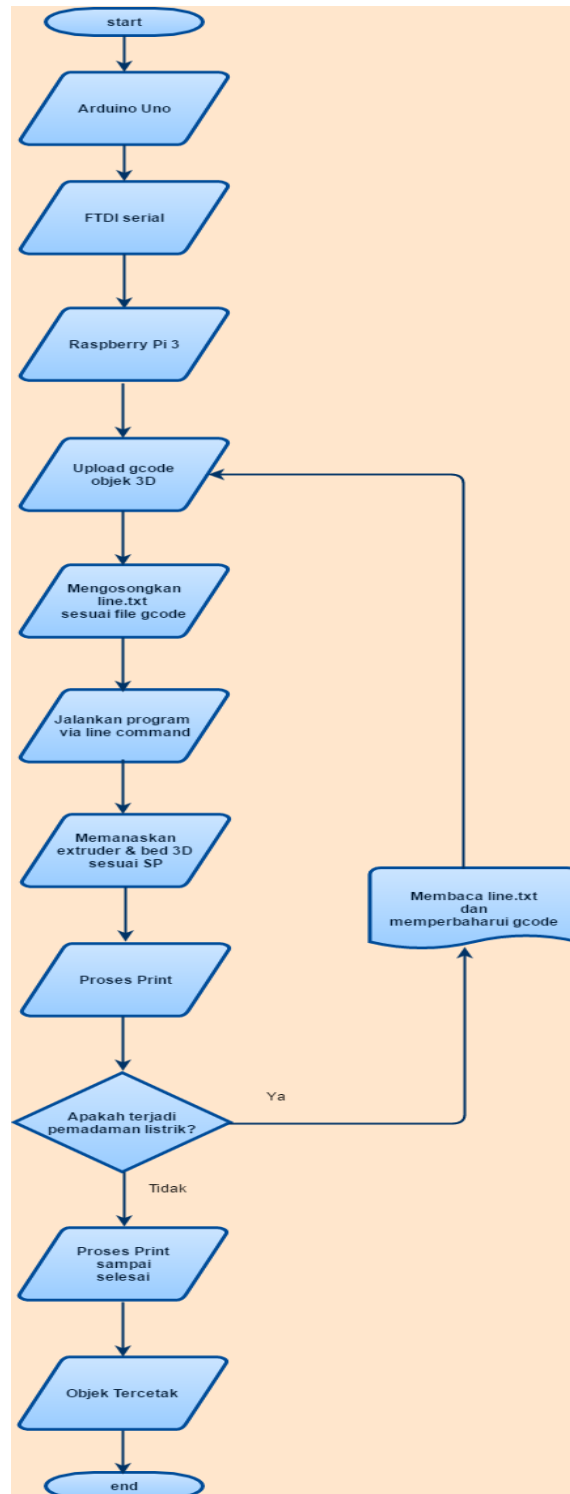 start
Arduino Uno
FTDI serial
Raspberry Pi 3
Upload gcode
objek 3D
Mengosongkan
line.txt
sesuai file gcode
Jalankan program
via line command
Memanaskan
extruder & bed 3D
sesuai SP
Membaca line.txt
dan
memperbaharui gcode
Proses Print
Apakah terjadi
pemadaman listrik?
Ya
Tidak
Proses Print
sampai
selesai
Objek Tercetak
end